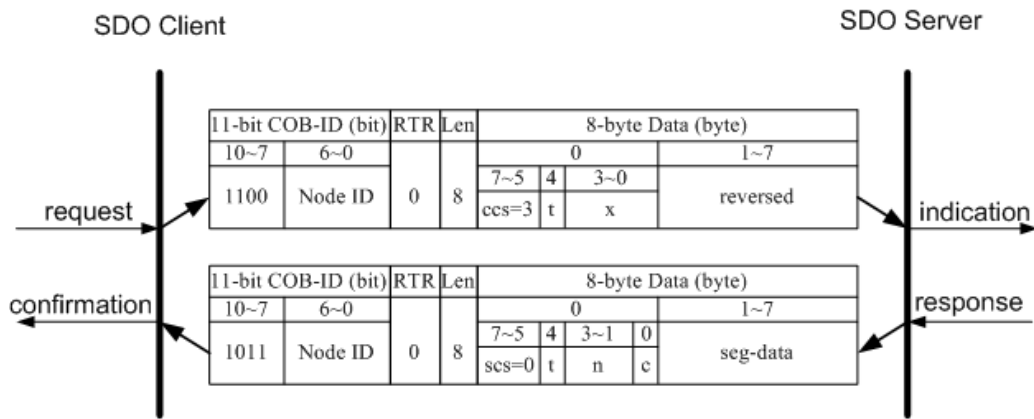 SDO Client
SDO Server
11-bit COB-ID (bit) RTR Len 8-byte Data (byte)
10~7 6~0 0 1~7
7~5 4 3~0
1100 Node ID 0 8 reversed
ccs=3 t x
request
indication
11-bit COB-ID (bit) RTR Len 8-byte Data (byte)
confirmation
response
10~7 6~0 0 1~7
7~5 4 3~1 0
1011 Node ID 0 8 seg-data
scs=0 t n c